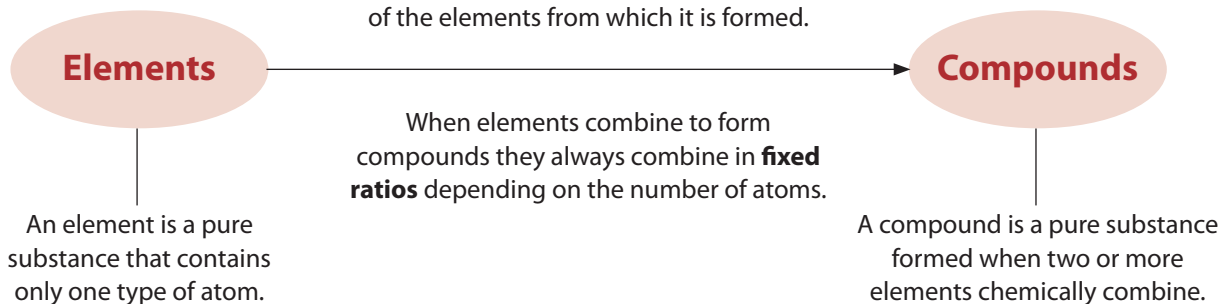 of the elements from which it is formed.
Elements
Compounds
When elements combine to form
compounds they always combine in fixed
ratios depending on the number of atoms.
An element is a pure
substance that contains
only one type of atom.
A compound is a pure substance
formed when two or more
elements chemically combine.